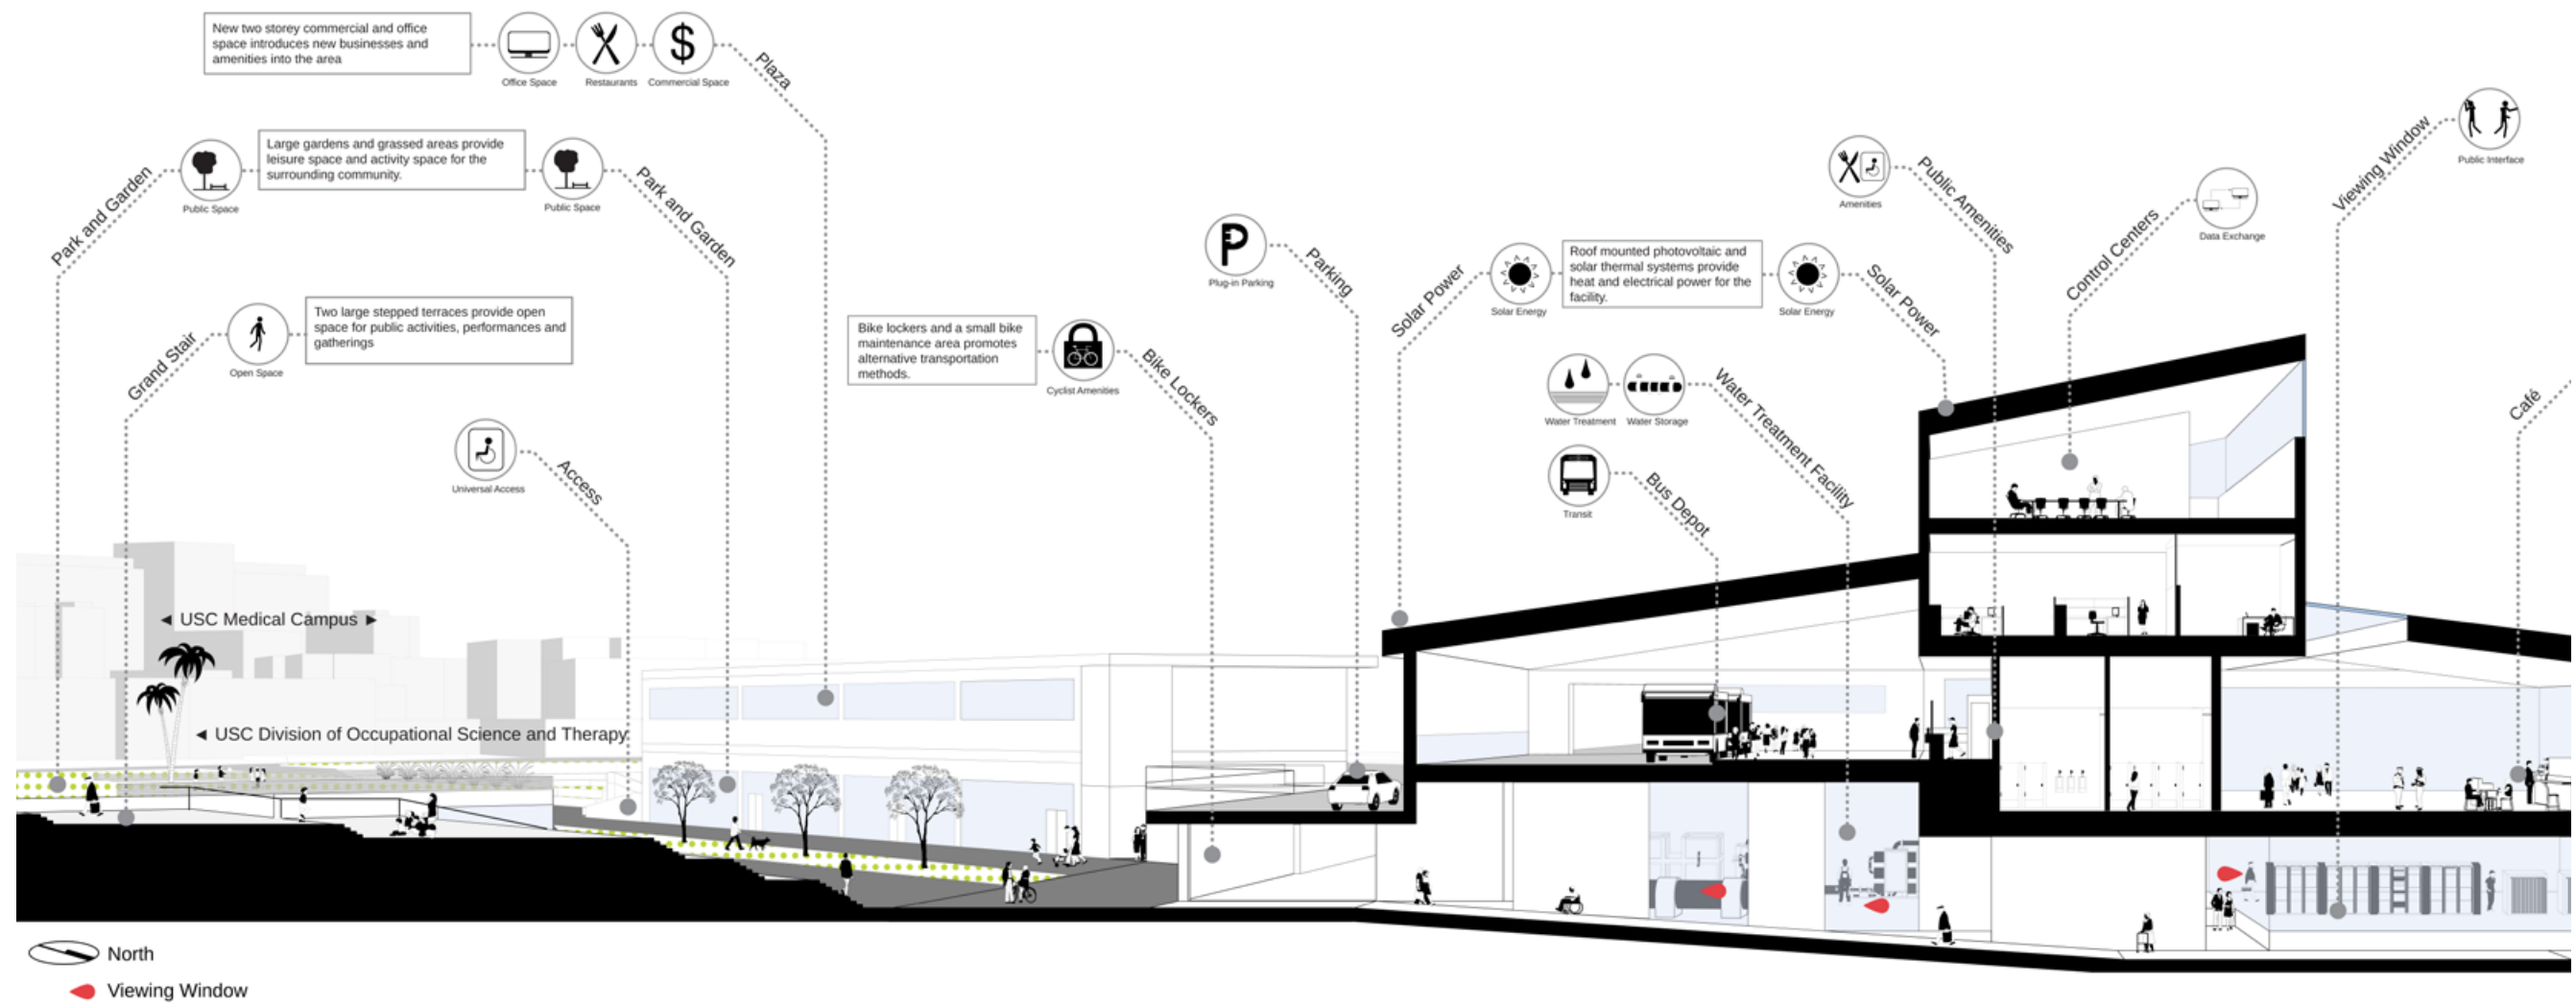 New two storey commercial and office
space introduces new businesses and
amenities into the area
Office Space
Restaurants
Commercial Space
Plaza
Park and Garden
Public Space
Large gardens and grassed areas provide
leisure space and activity space for the
surrounding community.
Public Space
Park and Garden
Grand Stair
Open Space
Two large stepped terraces provide open
space for public activities, performances and
gatherings
Universal Access
Access
Bike lockers and a small bike
maintenance area promotes
alternative transportation
methods.
Cyclist Amenities
Bike Lockers
P
Plug-in Parking
Parking
Solar Power
Solar Energy
Roof mounted photovoltaic and
solar thermal systems provide
heat and electrical power for the
facility.
Solar Energy
Solar Power
Water Treatment
Water Storage
Water Treatment Facility
Transit
Bus Depot
Amenities
Public Amenities
Control Centers
Data Exchange
Viewing Window
Public Interface
Café
◄ USC Medical Campus ►
◄ USC Division of Occupational Science and Therapy
North
Viewing Window